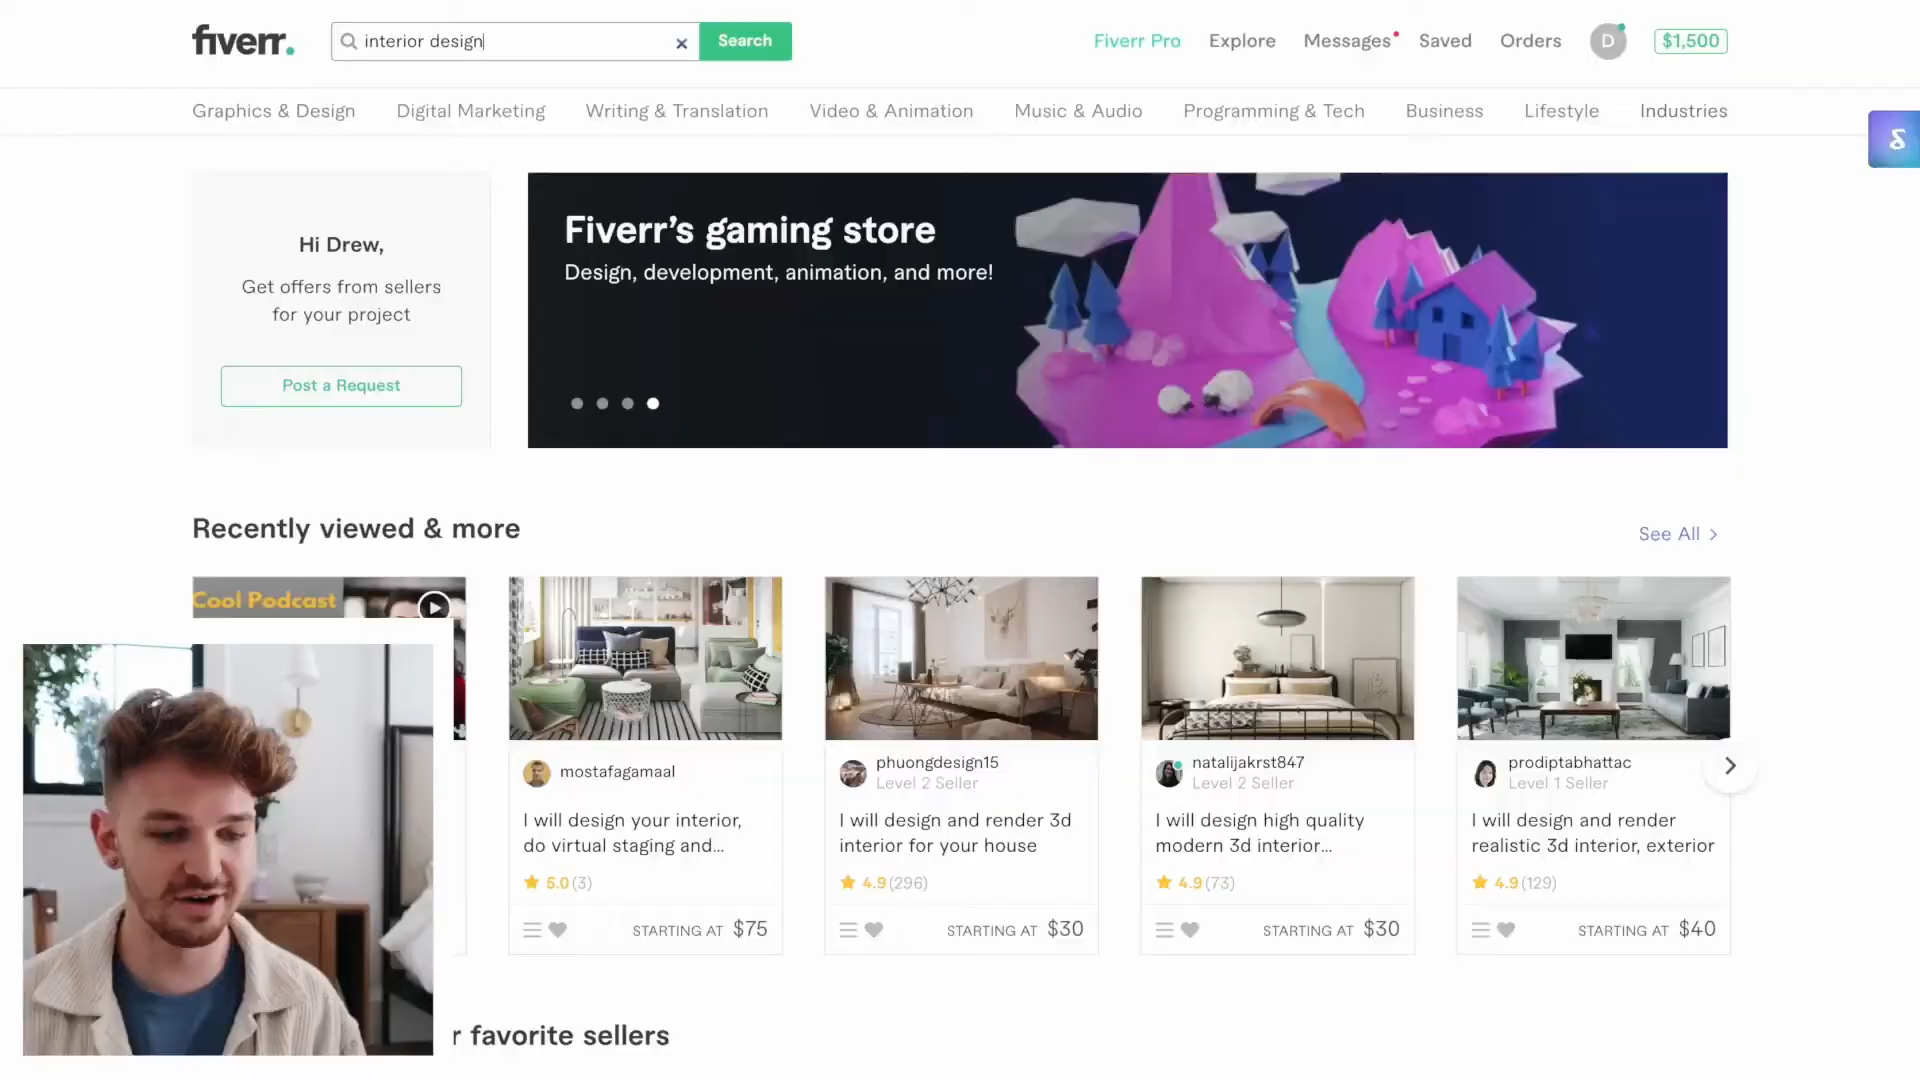 fiverr.
interior design
Search
Fiverr Pro
Explore
Messages
Saved
Orders
D
$1,500
Graphics & Design
Digital Marketing
Writing & Translation
Video & Animation
Music & Audio
Programming & Tech
Business
Lifestyle
Industries
Hi Drew,
Get offers from sellers
for your project
Post a Request
Fiverr's gaming store
Design, development, animation, and more!
Recently viewed & more
See All
Cool Podcast
mostafagamaal
I will design your interior,
do virtual staging and...
5.0(3)
STARTING AT $75
phuongdesign15
Level 2 Seller
I will design and render 3d
interior for your house
4.9(296)
STARTING AT $30
natalijakrst847
Level 2 Seller
I will design high quality
modern 3d interior...
4.9(73)
STARTING AT $30
prodiptabhattac
Level 1 Seller
I will design and render
realistic 3d interior, exterior
4.9(129)
STARTING AT $40
r favorite sellers